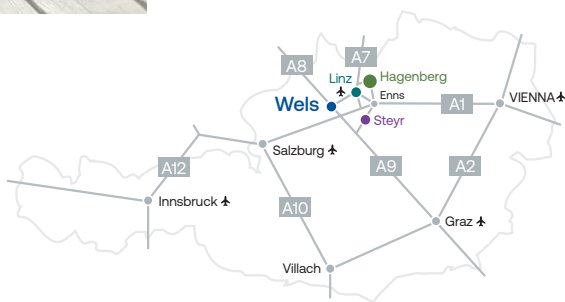 A8
A7
Linz
Hagenberg
Enns
Wels
A1
VIENNA
Steyr
Salzburg
A12
A9
A2
Innsbruck
A10
Graz
Villach